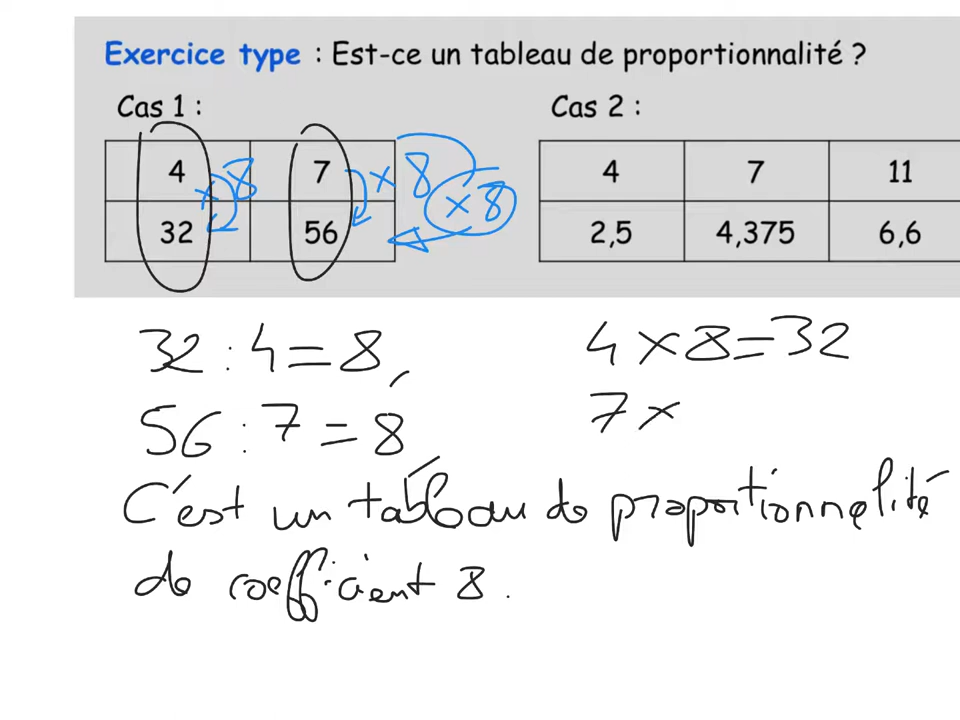 Exercice type : Est-ce un tableau de proportionnalité ?
Cas 1 :
4 × 8 7 × 8
× 8
32 56
Cas 2 :
4 7 11
2,5 4,375 6,6
32 : 4 = 8,
56 : 7 = 8
4 × 8 = 32
7 ×
C'est un tableau de proportionnalité
de coefficient 8.